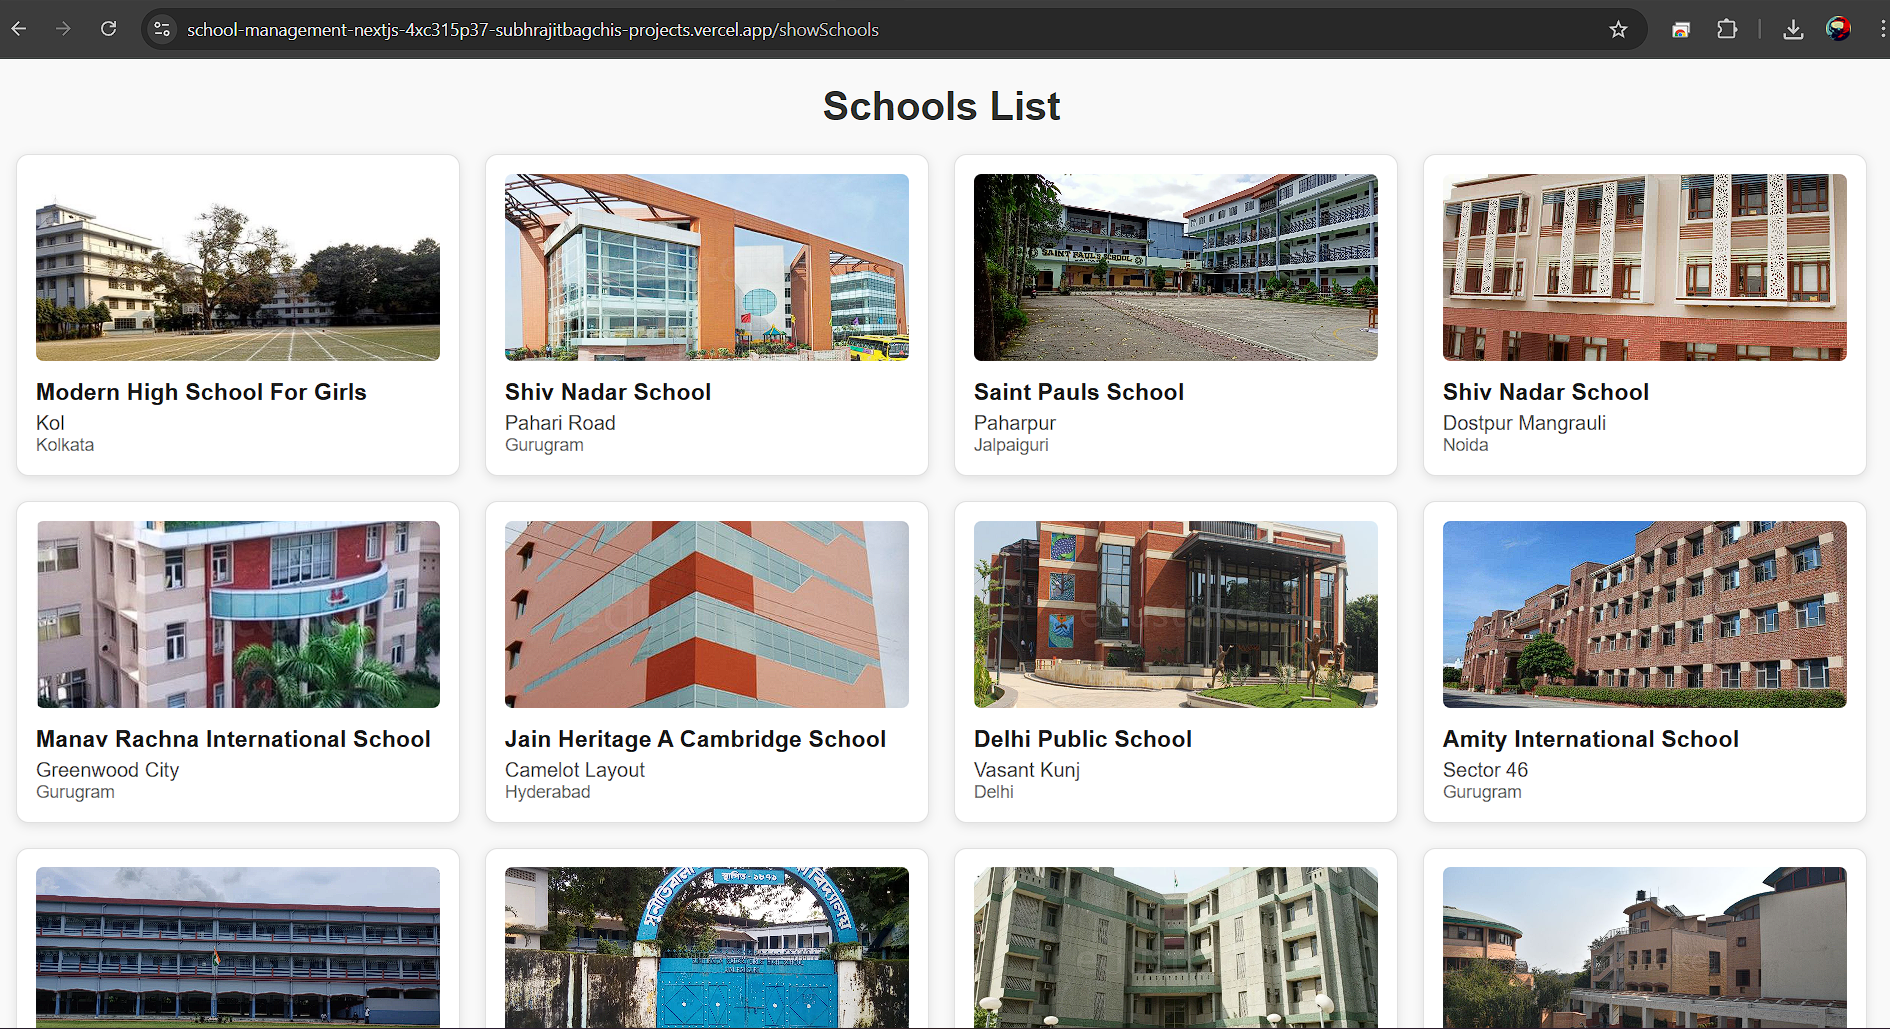 school-management-nextjs-4xc315p37-subhrajitbagchis-projects.vercel.app/showSchools
Schools List
SAINT PAUL'S SCHOOL
Modern High School For Girls
Kol
Kolkata
Shiv Nadar School
Pahari Road
Gurugram
Saint Pauls School
Paharpur
Jalpaiguri
Shiv Nadar School
Dostpur Mangrauli
Noida
Manav Rachna International School
Greenwood City
Gurugram
Jain Heritage A Cambridge School
Camelot Layout
Hyderabad
Delhi Public School
Vasant Kunj
Delhi
Amity International School
Sector 46
Gurugram